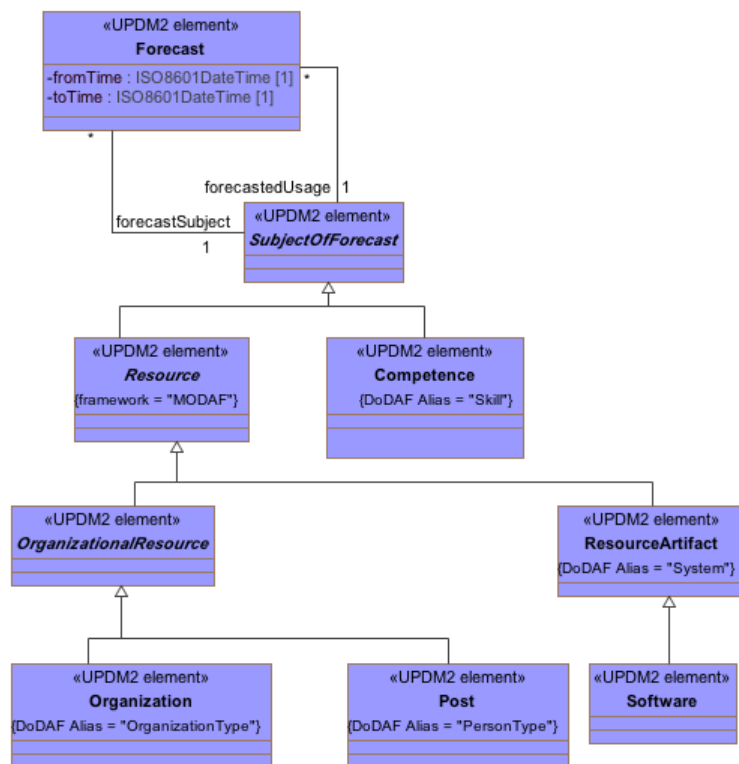 «UPDM2 element»
Forecast
-fromTime : ISO8601DateTime [1]
-toTime : ISO8601DateTime [1]
*
*
forecastedUsage
1
forecastSubject
1
«UPDM2 element»
SubjectOfForecast
«UPDM2 element»
Resource
{framework = "MODAF"}
«UPDM2 element»
Competence
{DoDAF Alias = "Skill"}
«UPDM2 element»
OrganizationalResource
«UPDM2 element»
ResourceArtifact
{DoDAF Alias = "System"}
«UPDM2 element»
Organization
{DoDAF Alias = "OrganizationType"}
«UPDM2 element»
Post
{DoDAF Alias = "PersonType"}
«UPDM2 element»
Software